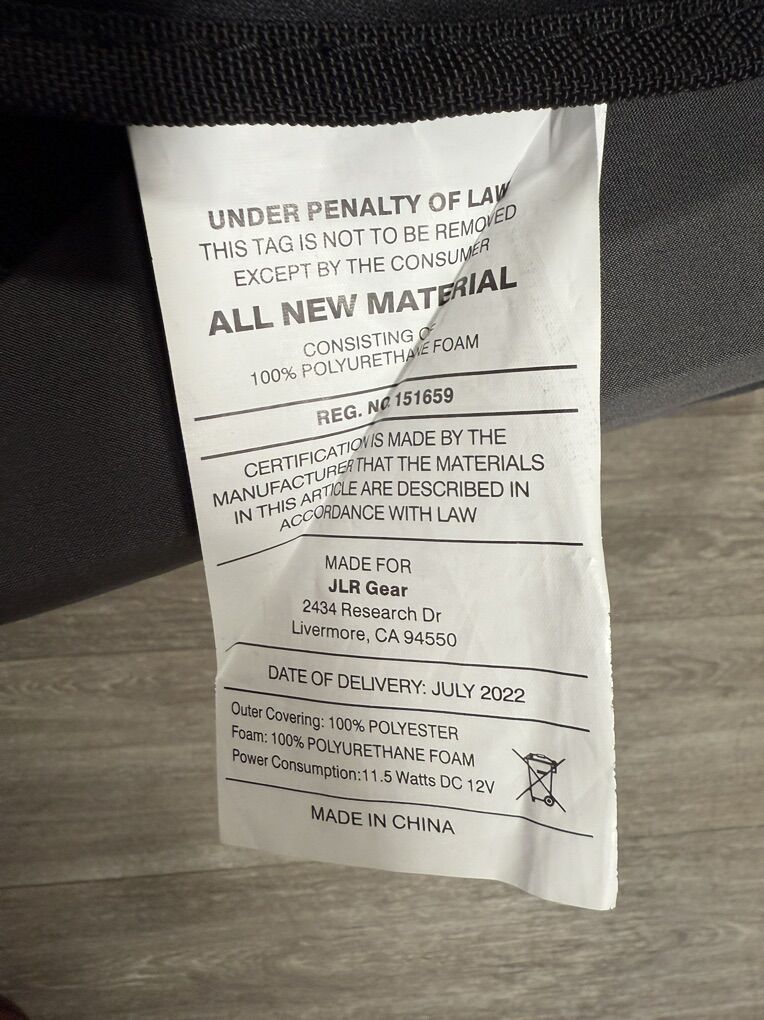 UNDER PENALTY OF LAW
THIS TAG IS NOT TO BE REMOVED
EXCEPT BY THE CONSUMER
ALL NEW MATERIAL
CONSISTING OF
100% POLYURETHANE FOAM
REG. NO. 151659
CERTIFICATION IS MADE BY THE
MANUFACTURER THAT THE MATERIALS
IN THIS ARTICLE ARE DESCRIBED IN
ACCORDANCE WITH LAW
MADE FOR
JLR Gear
2434 Research Dr
Livermore, CA 94550
DATE OF DELIVERY: JULY 2022
Outer Covering: 100% POLYESTER
Foam: 100% POLYURETHANE FOAM
Power Consumption:11.5 Watts DC 12V
MADE IN CHINA